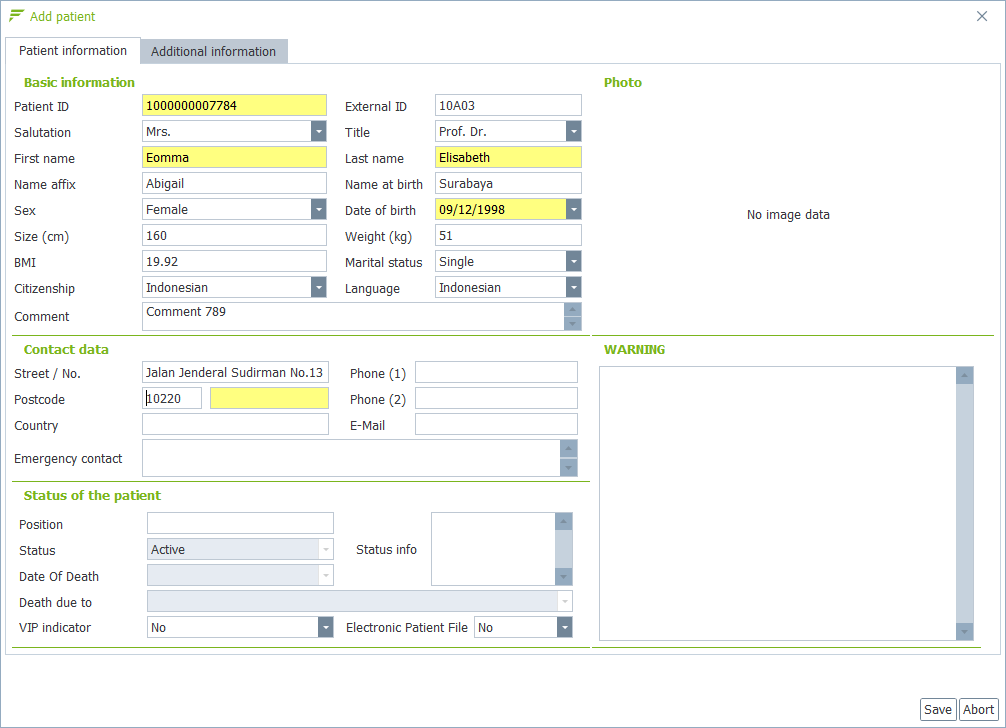 Add patient
Patient information Additional information
Basic information Photo
Patient ID 1000000007784 External ID 10A03
Salutation Mrs. Title Prof. Dr.
First name Eomma Last name Elisabeth
Name affix Abigail Name at birth Surabaya
Sex Female Date of birth 09/12/1998
No image data
Size (cm) 160 Weight (kg) 51
BMI 19.92 Marital status Single
Citizenship Indonesian Language Indonesian
Comment Comment 789
Contact data WARNING
Street / No. Jalan Jenderal Sudirman No.13 Phone (1)
Postcode 10220 Phone (2)
Country E-Mail
Emergency contact
Status of the patient
Position
Status Active Status info
Date Of Death
Death due to
VIP indicator No Electronic Patient File No
Save Abort